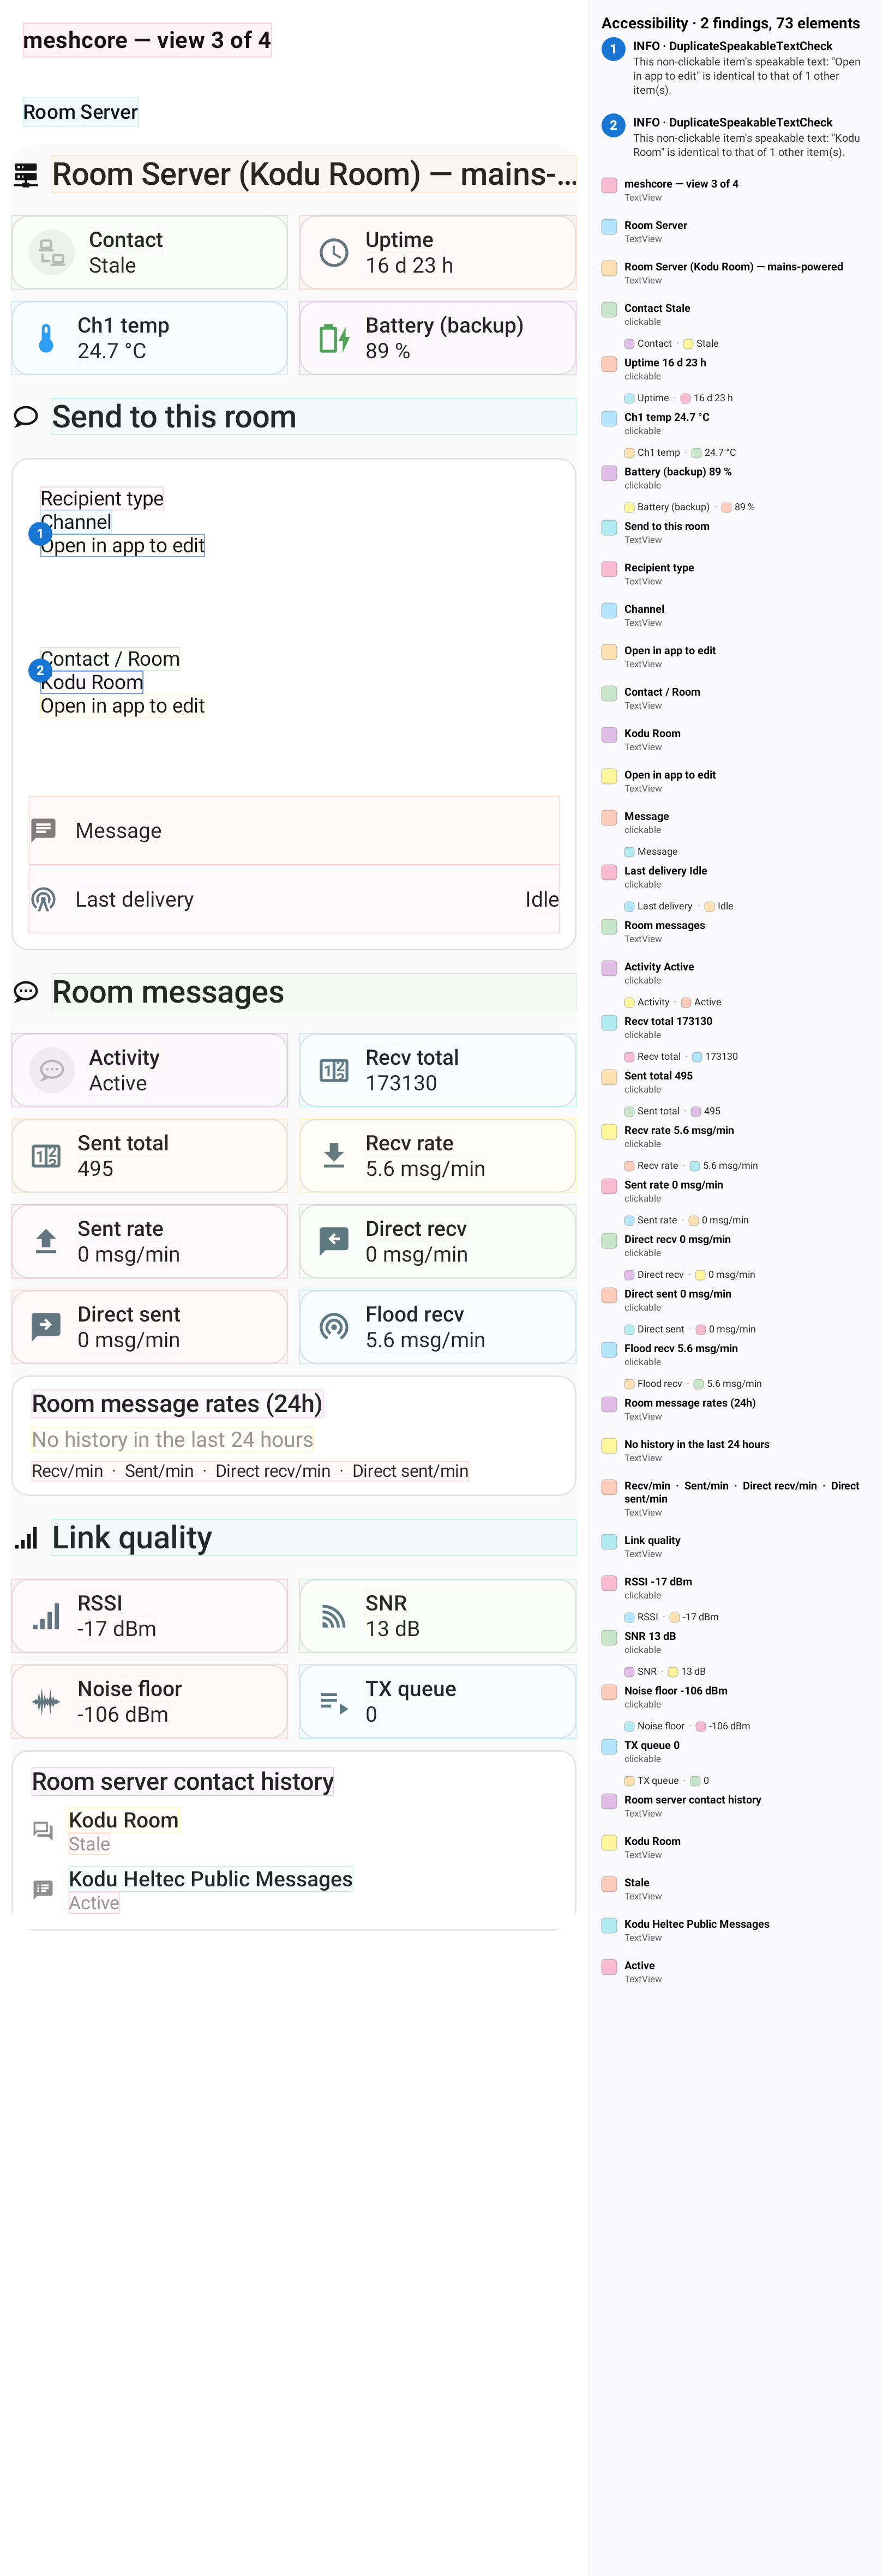 meshcore — view 3 of 4
Room Server
Room Server (Kodu Room) — mains-...
Contact
Stale
Uptime
16 d 23 h
Ch1 temp
24.7 °C
Battery (backup)
89 %
Send to this room
Recipient type
Channel
1
Open in app to edit
Contact / Room
2
Kodu Room
Open in app to edit
Message
Last delivery
Idle
Room messages
Activity
Active
Recv total
173130
Sent total
495
Recv rate
5.6 msg/min
Sent rate
0 msg/min
Direct recv
0 msg/min
Direct sent
0 msg/min
Flood recv
5.6 msg/min
Room message rates (24h)
No history in the last 24 hours
Recv/min · Sent/min · Direct recv/min · Direct sent/min
Link quality
RSSI
-17 dBm
SNR
13 dB
Noise floor
-106 dBm
TX queue
0
Room server contact history
Kodu Room
Stale
Kodu Heltec Public Messages
Active
Accessibility · 2 findings, 73 elements
1
INFO · DuplicateSpeakableTextCheck
This non-clickable item's speakable text: "Open
in app to edit" is identical to that of 1 other
item(s).
2
INFO · DuplicateSpeakableTextCheck
This non-clickable item's speakable text: "Kodu
Room" is identical to that of 1 other item(s).
meshcore — view 3 of 4
TextView
Room Server
TextView
Room Server (Kodu Room) — mains-powered
TextView
Contact Stale
clickable
Contact · Stale
Uptime 16 d 23 h
clickable
Uptime · 16 d 23 h
Ch1 temp 24.7 °C
clickable
Ch1 temp · 24.7 °C
Battery (backup) 89 %
clickable
Battery (backup) · 89 %
Send to this room
TextView
Recipient type
TextView
Channel
TextView
Open in app to edit
TextView
Contact / Room
TextView
Kodu Room
TextView
Open in app to edit
TextView
Message
clickable
Message
Last delivery Idle
clickable
Last delivery · Idle
Room messages
TextView
Activity Active
clickable
Activity · Active
Recv total 173130
clickable
Recv total · 173130
Sent total 495
clickable
Sent total · 495
Recv rate 5.6 msg/min
clickable
Recv rate · 5.6 msg/min
Sent rate 0 msg/min
clickable
Sent rate · 0 msg/min
Direct recv 0 msg/min
clickable
Direct recv · 0 msg/min
Direct sent 0 msg/min
clickable
Direct sent · 0 msg/min
Flood recv 5.6 msg/min
clickable
Flood recv · 5.6 msg/min
Room message rates (24h)
TextView
No history in the last 24 hours
TextView
Recv/min · Sent/min · Direct recv/min · Direct
sent/min
TextView
Link quality
TextView
RSSI -17 dBm
clickable
RSSI · -17 dBm
SNR 13 dB
clickable
SNR · 13 dB
Noise floor -106 dBm
clickable
Noise floor · -106 dBm
TX queue 0
clickable
TX queue · 0
Room server contact history
TextView
Kodu Room
TextView
Stale
TextView
Kodu Heltec Public Messages
TextView
Active
TextView